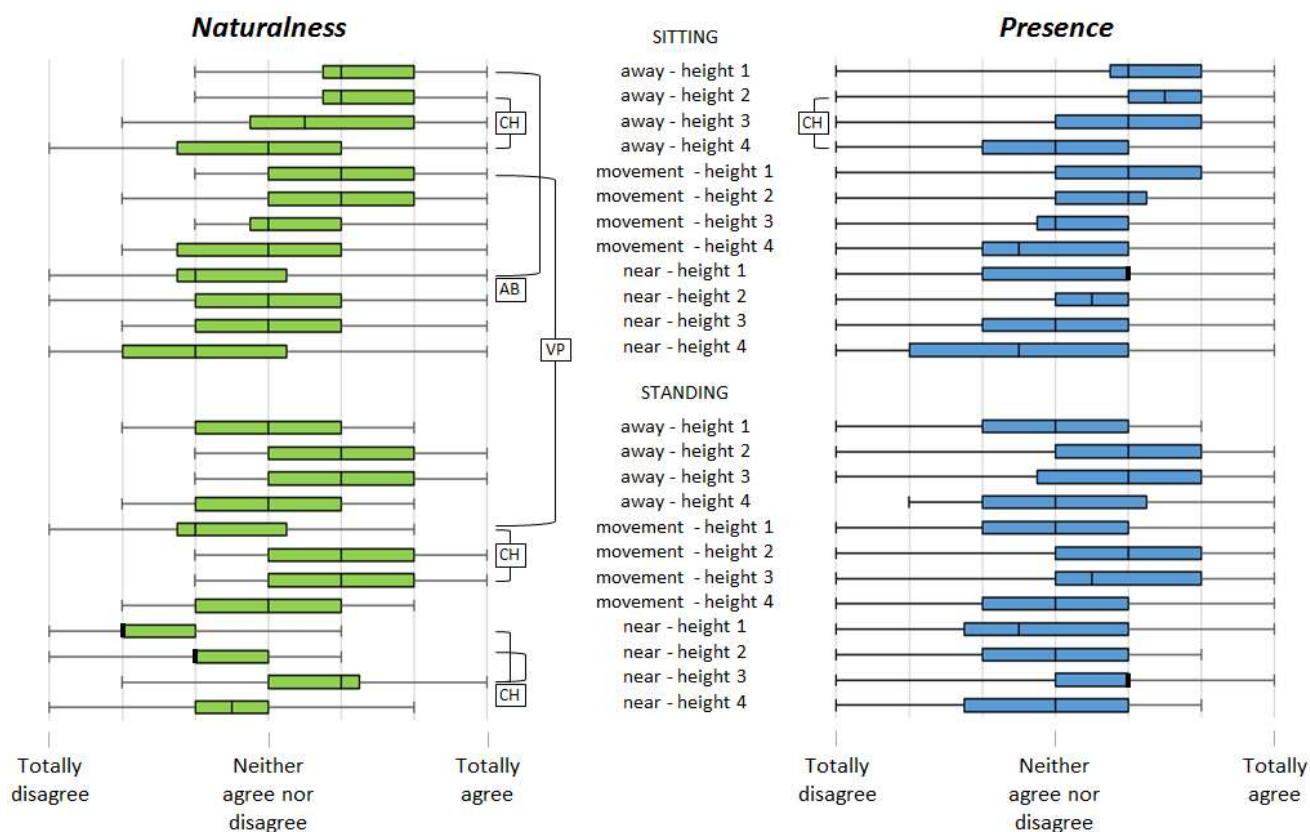 Naturalness
SITTING
Presence
away - height 1
away - height 2
CH
CH
away - height 3
away - height 4
movement - height 1
movement - height 2
movement - height 3
movement - height 4
near - height 1
AB
near - height 2
near - height 3
near - height 4
VP
STANDING
away - height 1
away - height 2
away - height 3
away - height 4
movement - height 1
movement - height 2
CH
movement - height 3
movement - height 4
near - height 1
near - height 2
near - height 3
CH
near - height 4
Totally
disagree
Neither
agree nor
disagree
Totally
agree
Totally
disagree
Neither
agree nor
disagree
Totally
agree